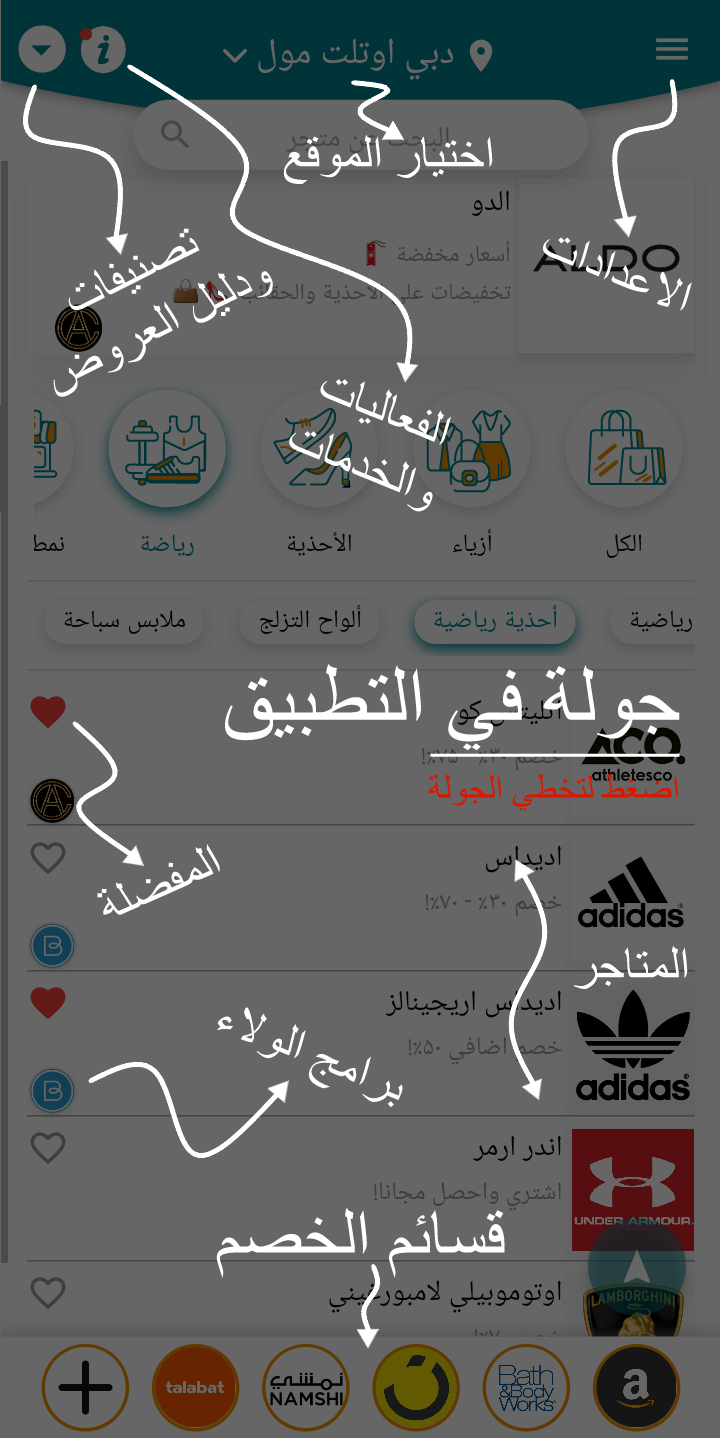 دبي اوتلت مول
البحث عن منتجر
اختيار الموقع
الدو
أسعار مخفضة
تخفيضات على الأحذية والحقائب
ALDO
الاعدادات
تصنيفات
ودليل العروض
الفعاليات
والخدمات
الكل
أزياء
الأحذية
رياضة
نمط
رياضية
أحذية رياضية
ألواح التزلج
ملابس سباحة
جولة في التطبيق
اضغط لتخطي الجولة
خصم ٣٠٪ - ٧٥٪!
ACO.
athletesco
المفضلة
اديداس
خصم ٣٠٪ - ٧٠٪!
adidas
المتاجر
اديداس اريجينالز
خصم اضافي ٥٠٪!
adidas
برامج الولاء
اندر ارمر
اشتري واحصل مجانا!
UNDER ARMOUR
قسائم الخصم
اوتوموبيلي لامبورغيني
LAMBORGHINI
talabat
نمشي
NAMSHI
Bath
&Body
Works
a